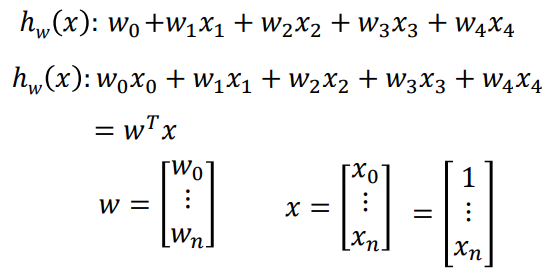 h_w(x): w_0 + w_1x_1 + w_2x_2 + w_3x_3 + w_4x_4
h_w(x): w_0x_0 + w_1x_1 + w_2x_2 + w_3x_3 + w_4x_4
= w^T x
w = [w_0 ⋮ w_n] x = [x_0 ⋮ x_n] = [1 ⋮ x_n]